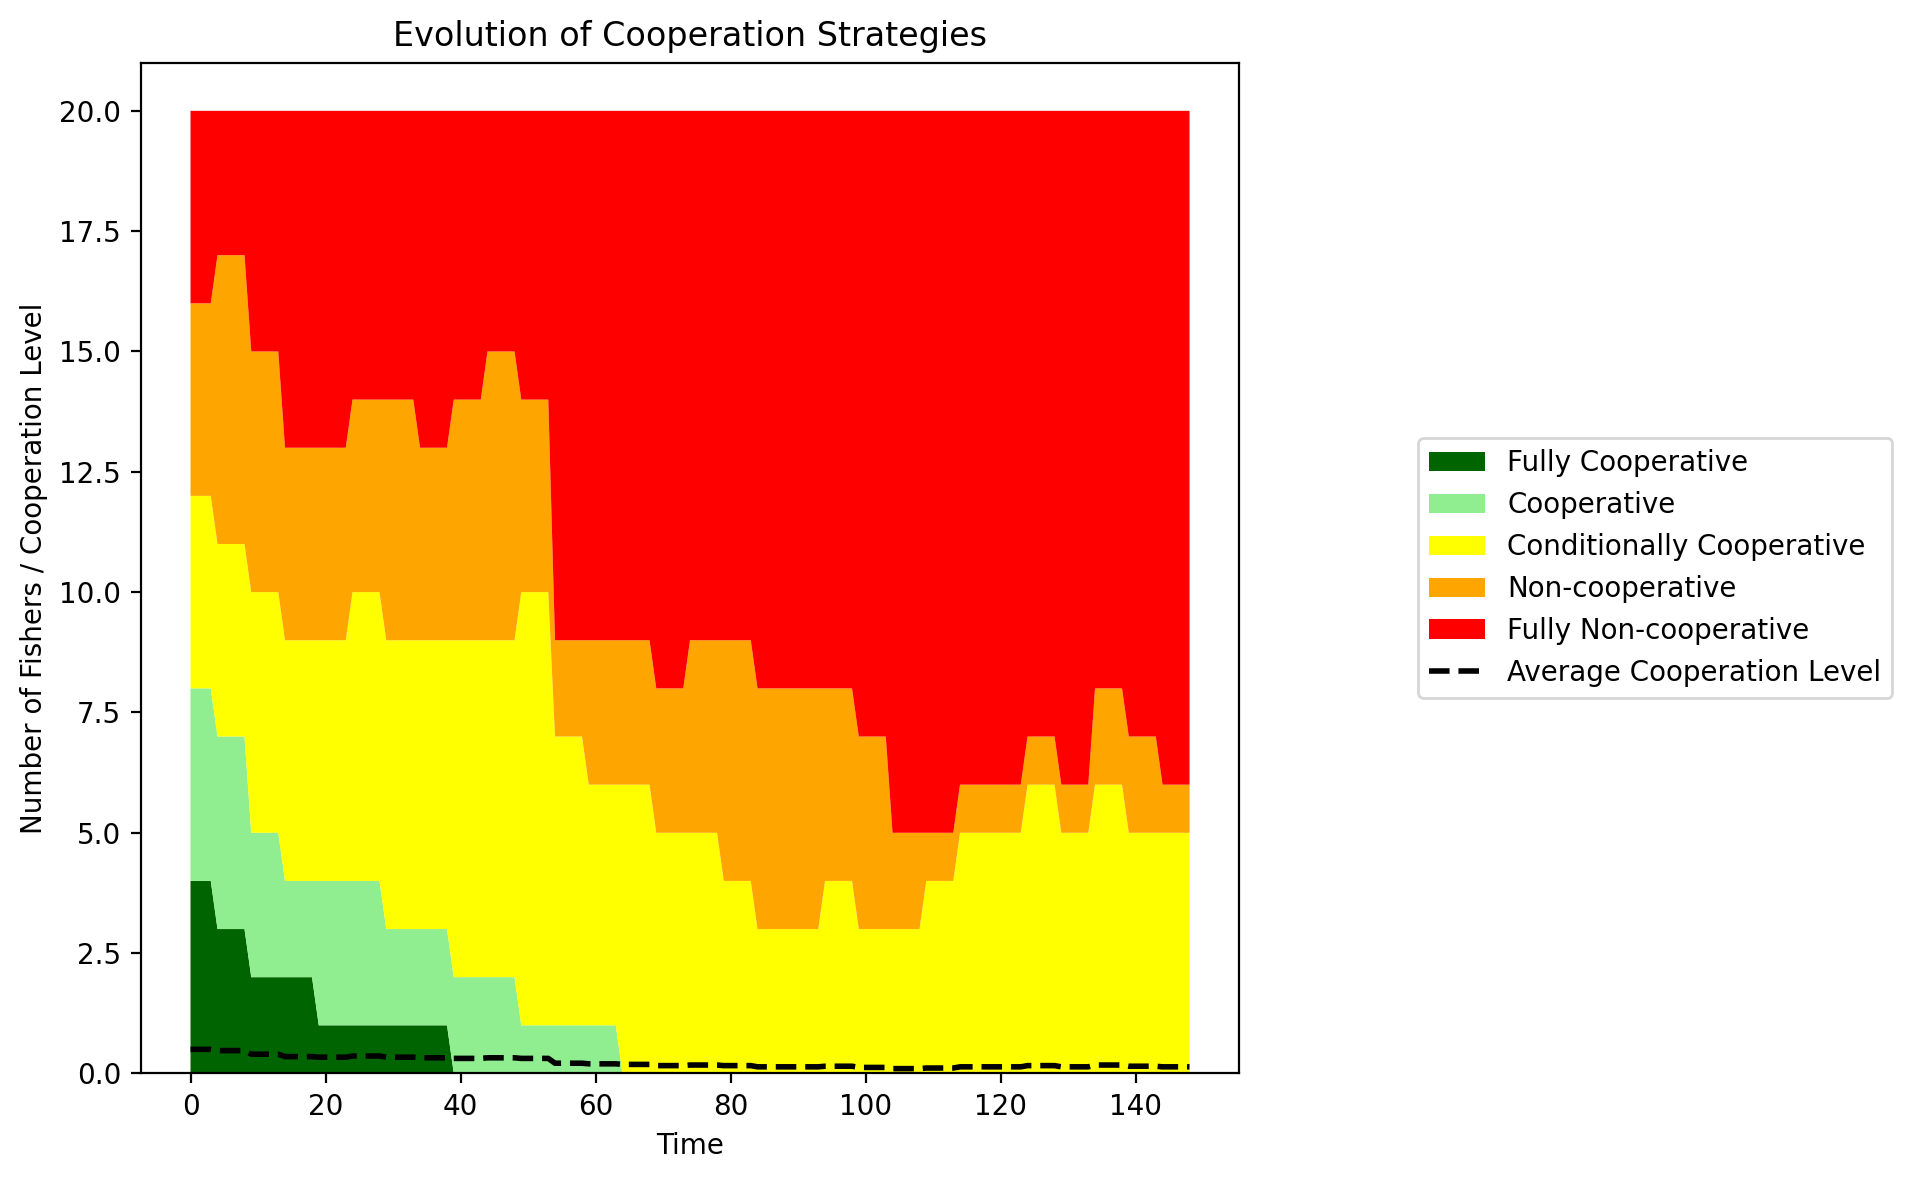 Evolution of Cooperation Strategies
Number of Fishers / Cooperation Level
20.0
17.5
15.0
12.5
10.0
7.5
5.0
2.5
0.0
0 20 40 60 80 100 120 140
Time
Fully Cooperative
Cooperative
Conditionally Cooperative
Non-cooperative
Fully Non-cooperative
Average Cooperation Level